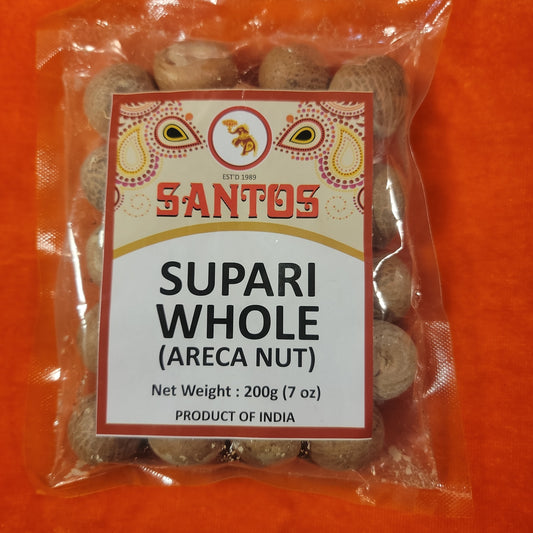 EST'D 1989
SANTOS
SUPARI
WHOLE
(ARECA NUT)
Net Weight : 200g (7 oz)
PRODUCT OF INDIA